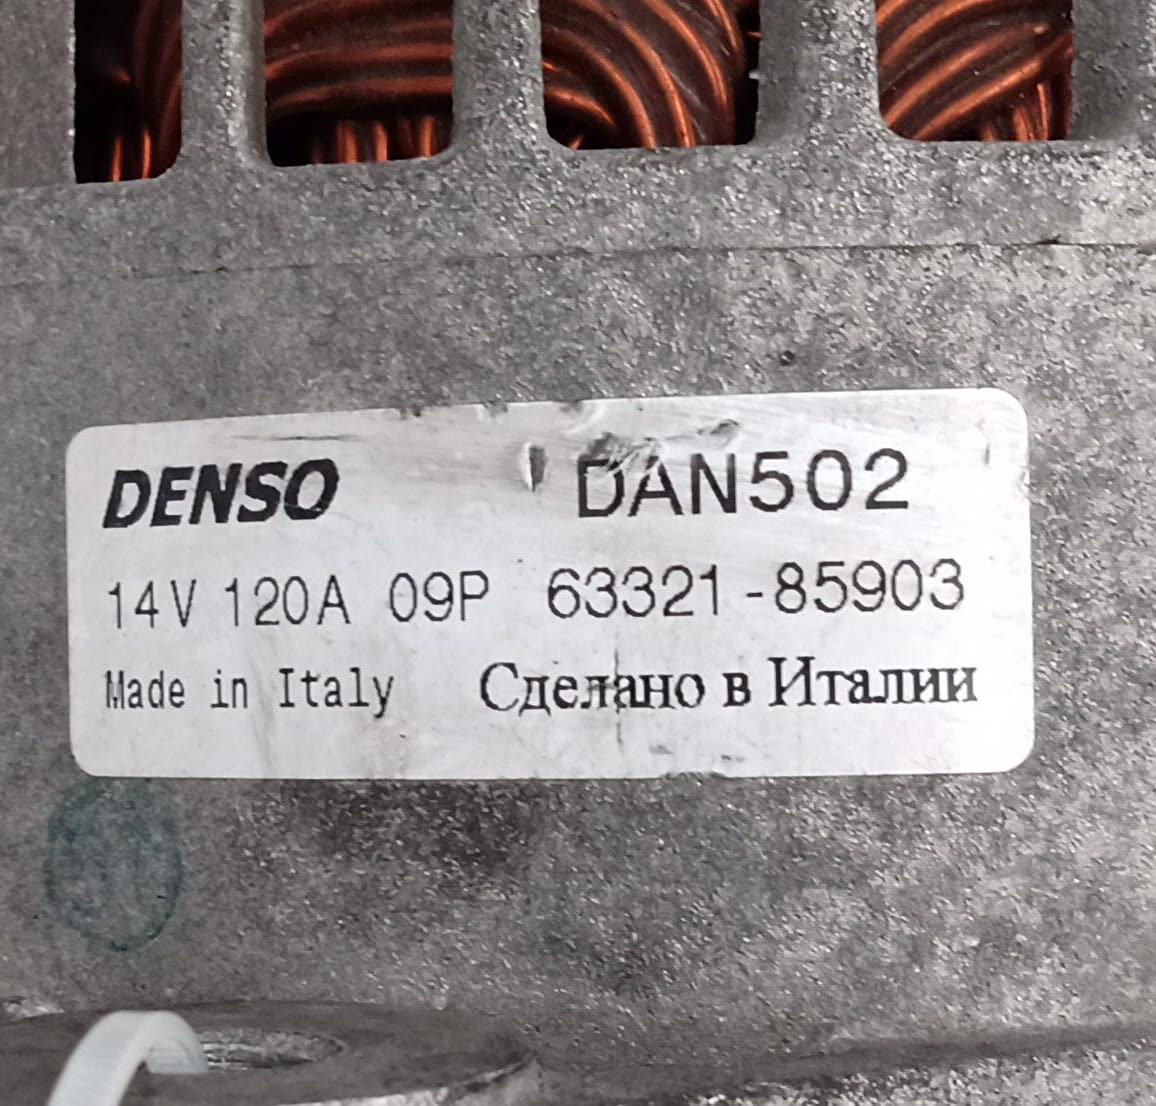 DENSO DAN502
14V 120A 09P 63321-85903
Made in Italy Сделано в Италии